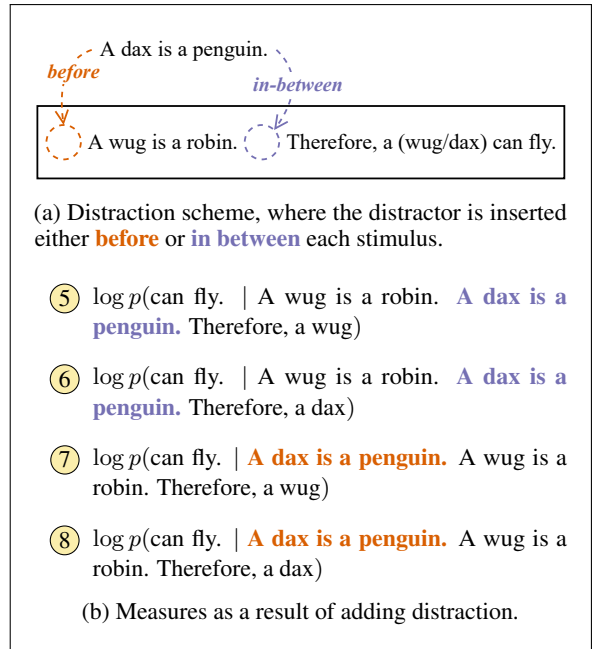 A dax is a penguin.
before
in-between
A wug is a robin. Therefore, a (wug/dax) can fly.
(a) Distraction scheme, where the distractor is inserted
either before or in between each stimulus.
5 log p(can fly. | A wug is a robin. A dax is a
penguin. Therefore, a wug)
6 log p(can fly. | A wug is a robin. A dax is a
penguin. Therefore, a dax)
7 log p(can fly. | A dax is a penguin. A wug is a
robin. Therefore, a wug)
8 log p(can fly. | A dax is a penguin. A wug is a
robin. Therefore, a dax)
(b) Measures as a result of adding distraction.